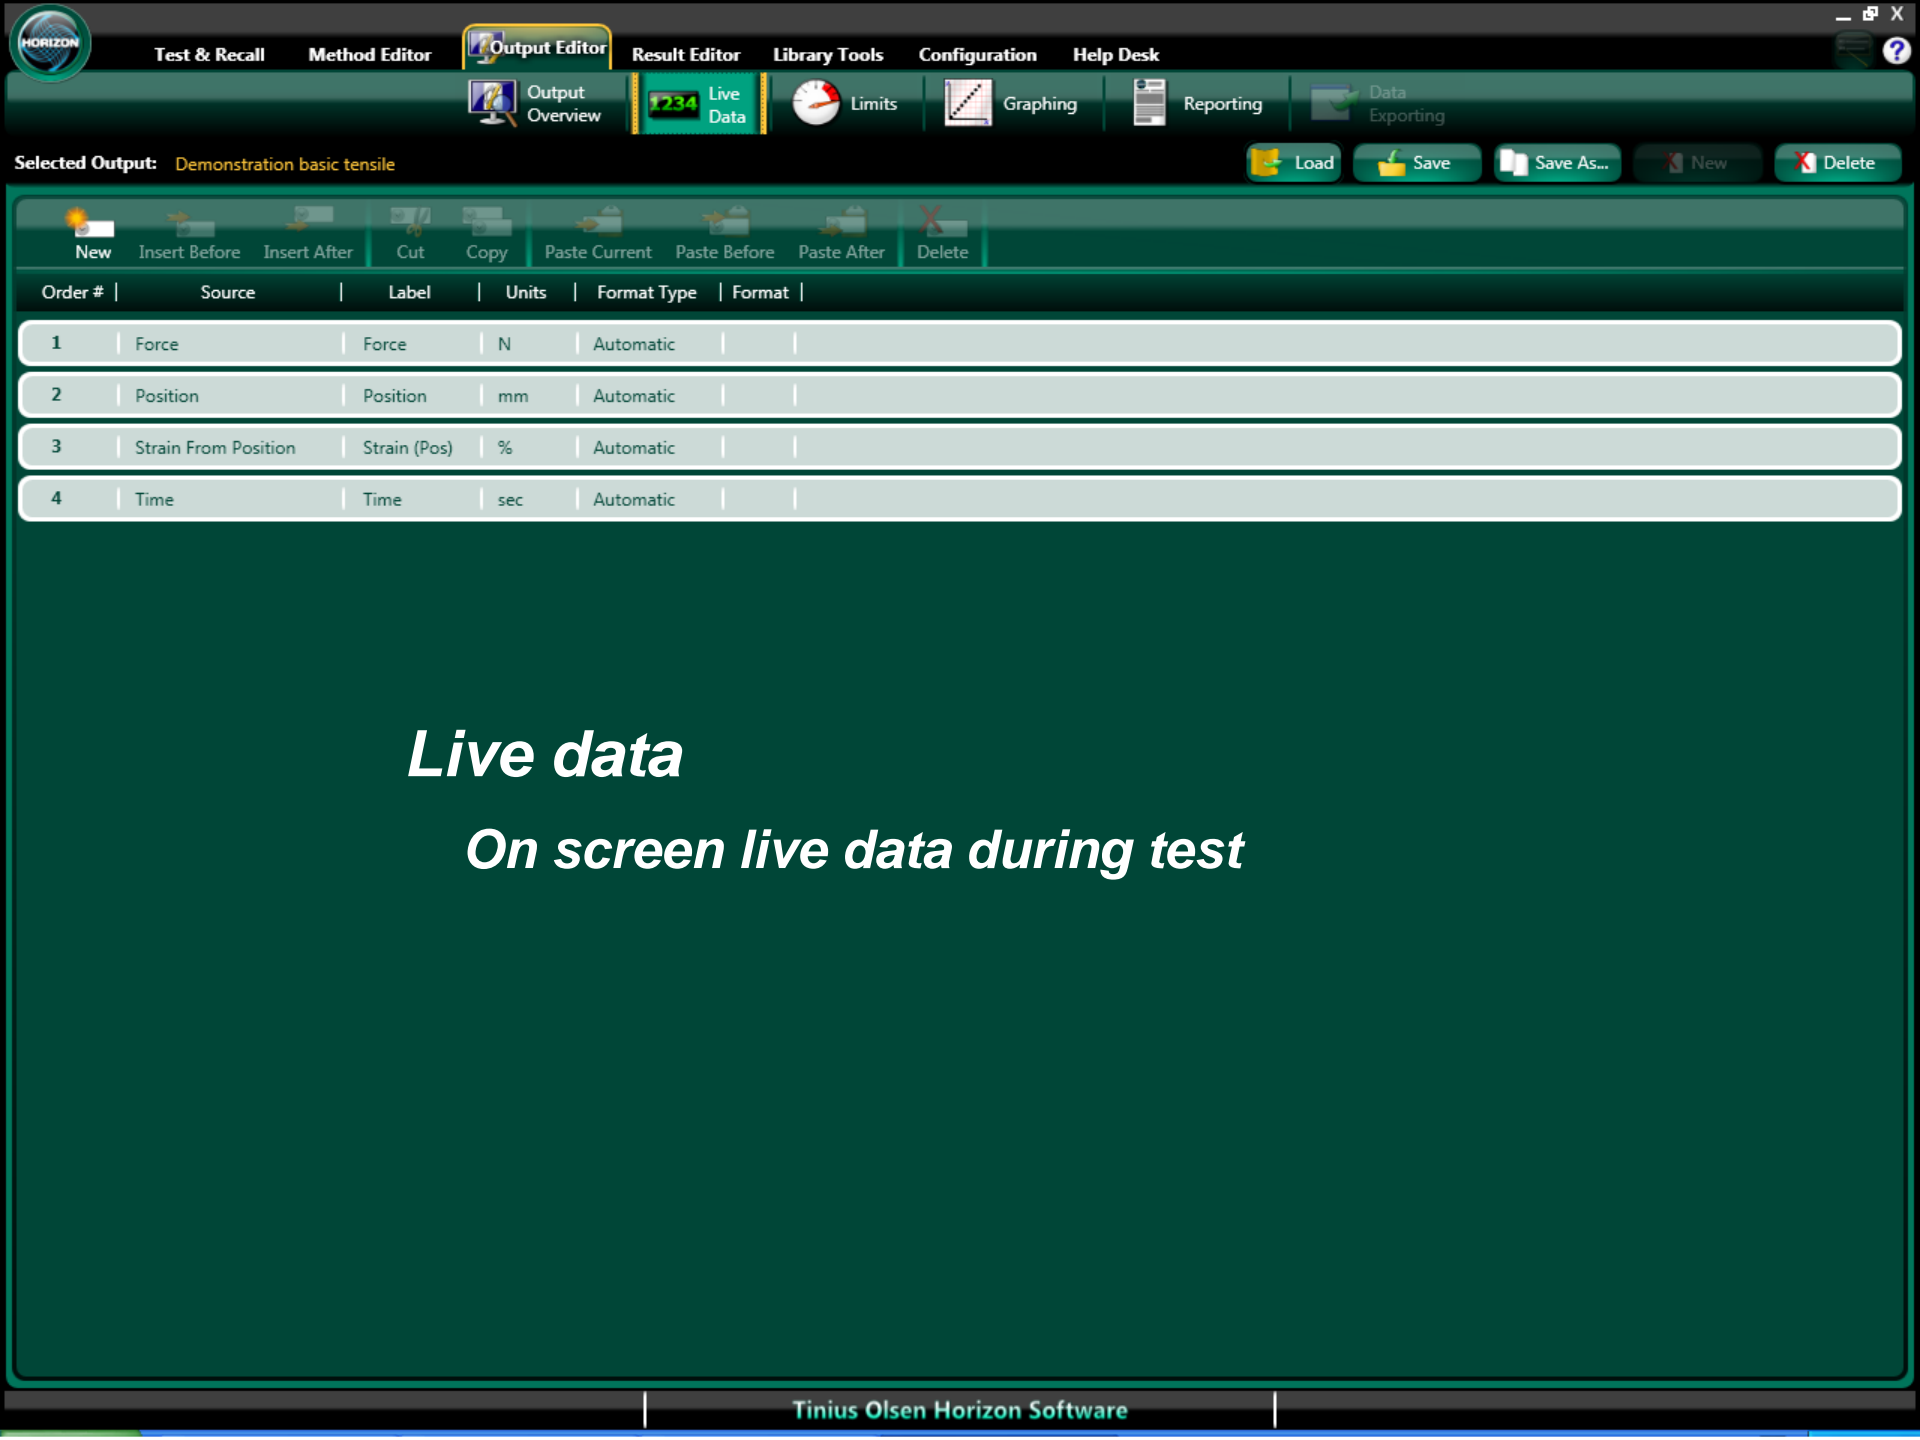 HORIZON
Test & Recall Method Editor Output Editor Result Editor Library Tools Configuration Help Desk
Output Overview
1234 Live Data
Limits
Graphing
Reporting
Data Exporting
Selected Output: Demonstration basic tensile
Load Save Save As... New Delete
New Insert Before Insert After Cut Copy Paste Current Paste Before Paste After Delete
Order # | Source | Label | Units | Format Type | Format |
1 Force Force N Automatic
2 Position Position mm Automatic
3 Strain From Position Strain (Pos) % Automatic
4 Time Time sec Automatic
Live data
On screen live data during test
Tinius Olsen Horizon Software